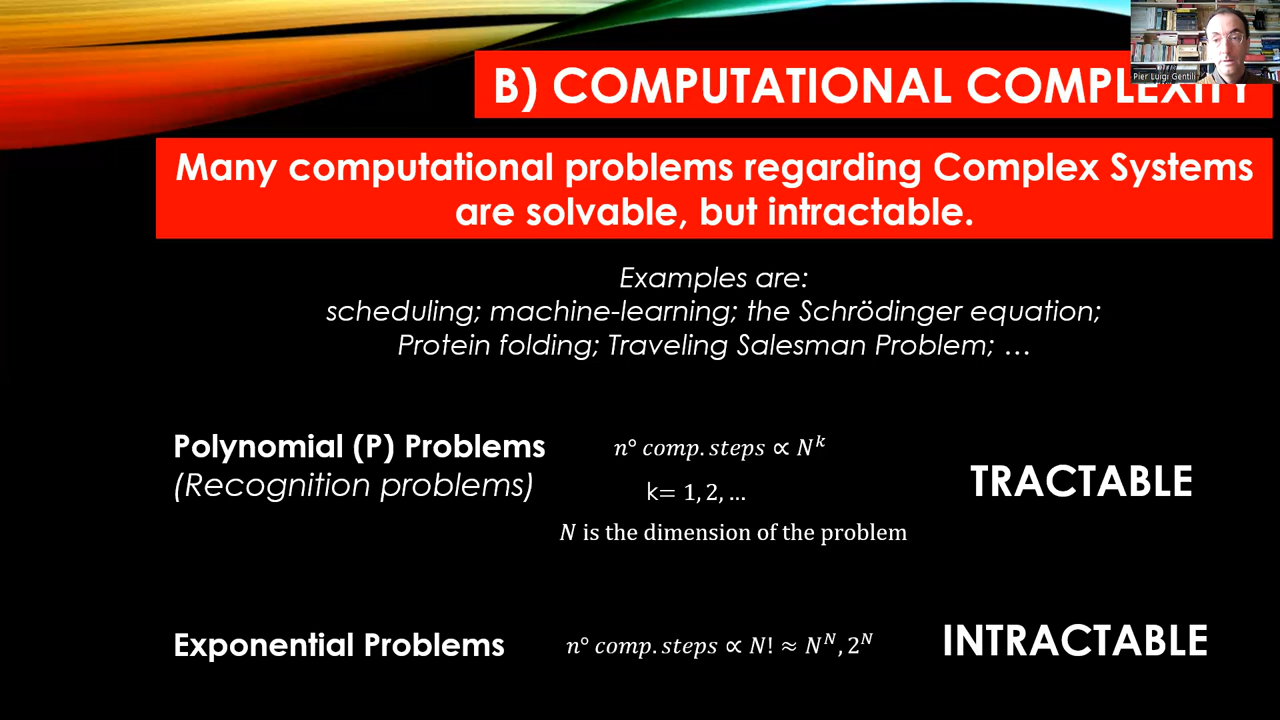 B) COMPUTATIONAL COMPLEXITY
Pier Luigi Gentili
Many computational problems regarding Complex Systems
are solvable, but intractable.
Examples are:
scheduling; machine-learning; the Schrödinger equation;
Protein folding; Traveling Salesman Problem; …
Polynomial (P) Problems
(Recognition problems)
n° comp. steps ∝ N^k
k= 1, 2, …
N is the dimension of the problem
TRACTABLE
Exponential Problems
n° comp. steps ∝ N! ≈ N^N, 2^N
INTRACTABLE